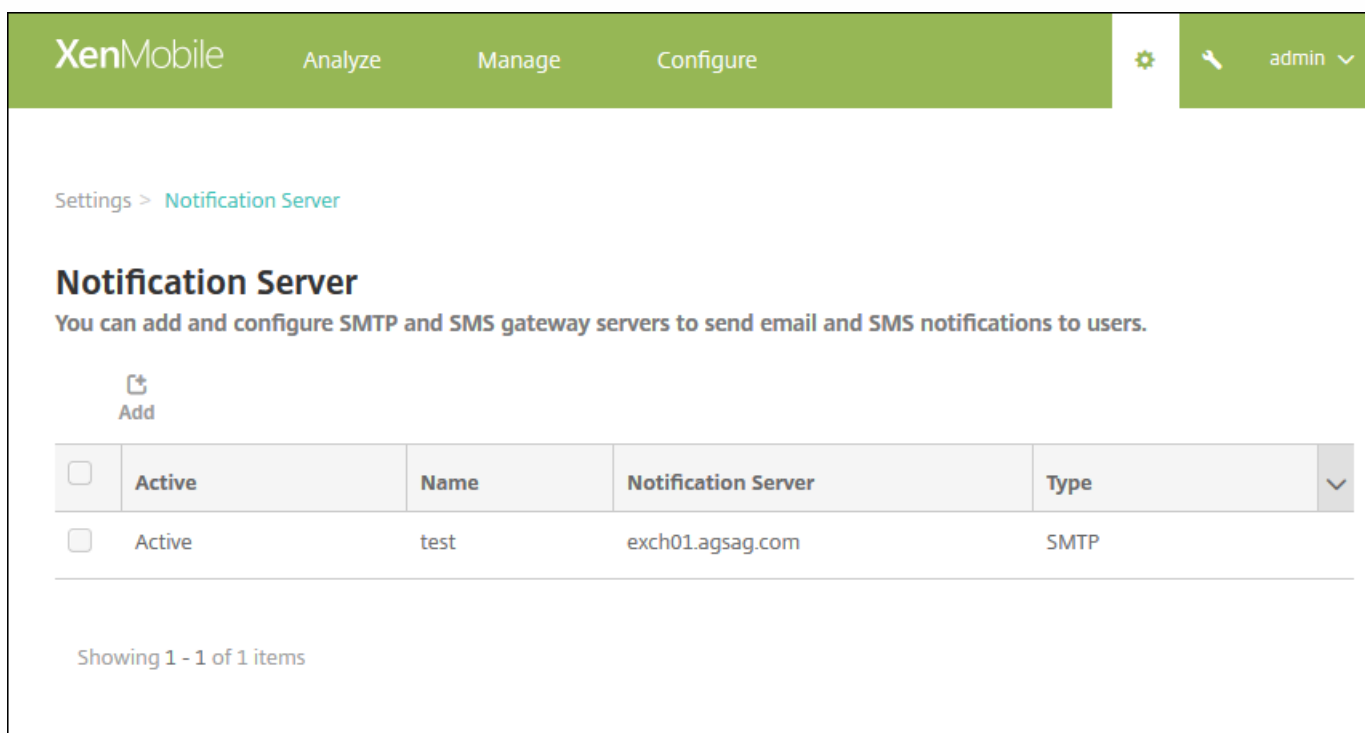 XenMobile Analyze Manage Configure admin
Settings > Notification Server
Notification Server
You can add and configure SMTP and SMS gateway servers to send email and SMS notifications to users.
Add
Active Name Notification Server Type
Active test exch01.agsag.com SMTP
Showing 1 - 1 of 1 items